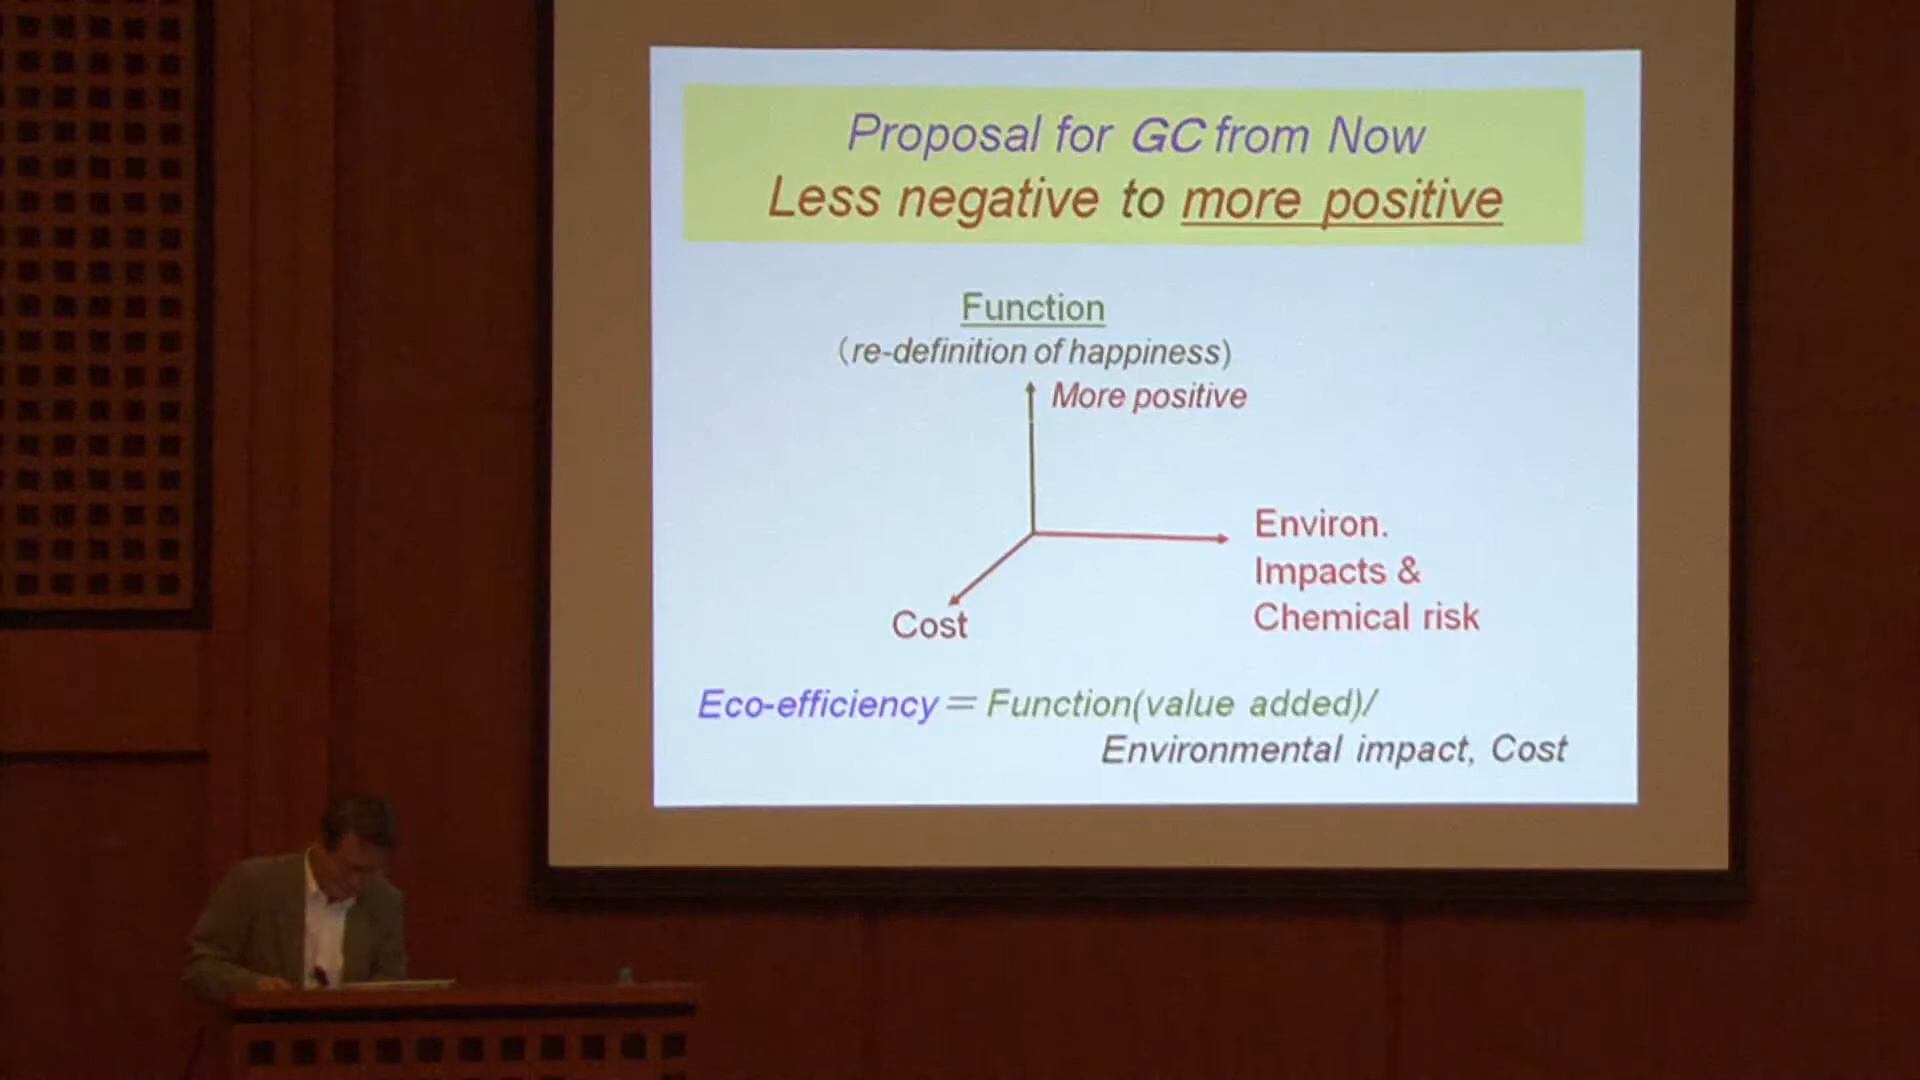 Proposal for GC from Now
Less negative to more positive
Function
(re-definition of happiness)
More positive
Environ.
Impacts &
Chemical risk
Cost
Eco-efficiency＝Function(value added)/
Environmental impact, Cost